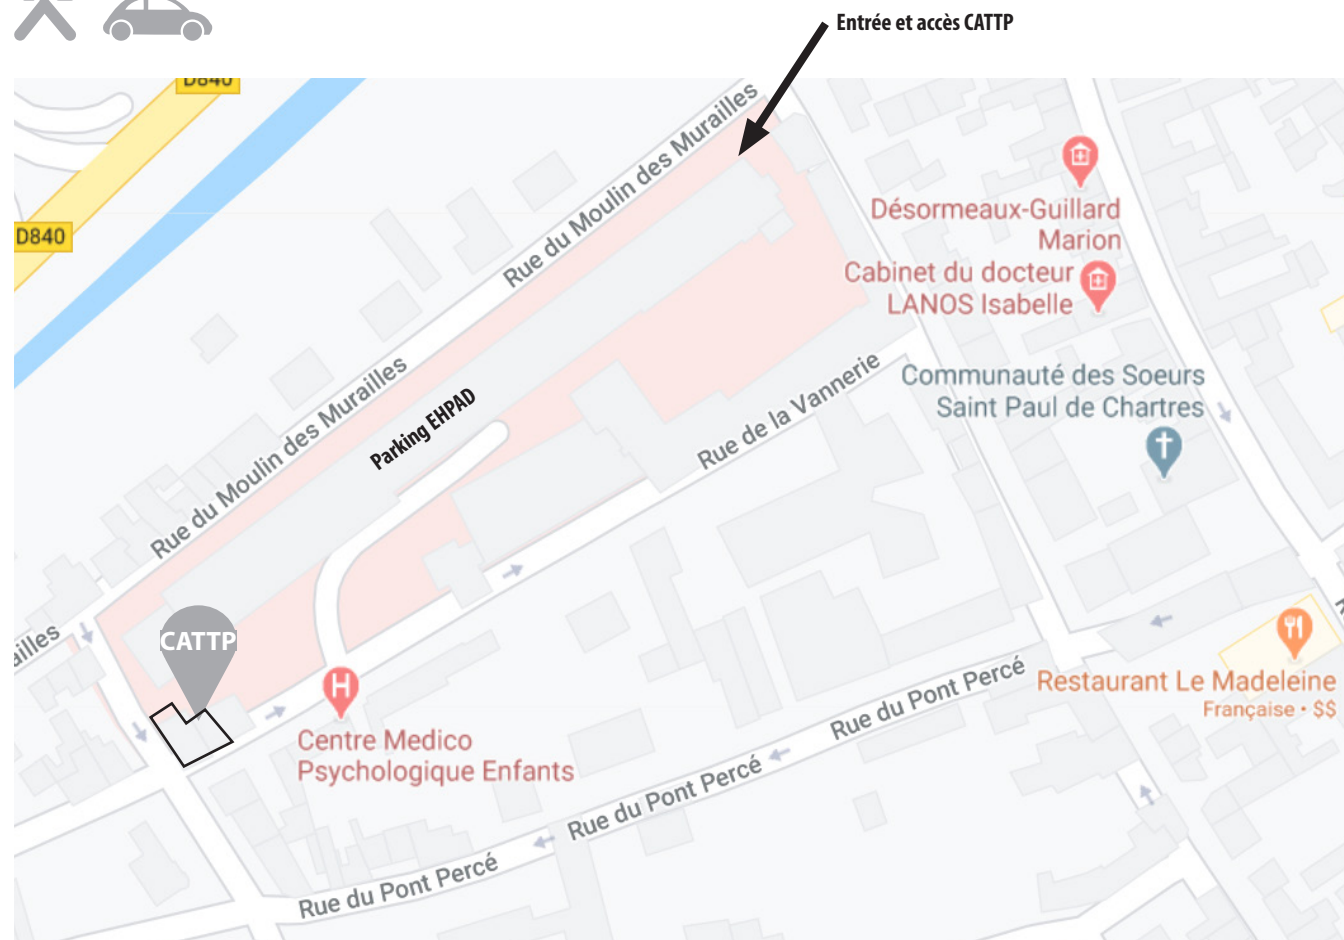 Entrée et accès CATTP
D840
Rue du Moulin des Murailles
Désormeaux-Guillard
Marion
D840
Cabinet du docteur
LANOS Isabelle
Rue du Moulin des Murailles
Parking EHPAD
Rue de la Vannerie
Communauté des Soeurs
Saint Paul de Chartres
ailles
CATTP
H
Restaurant Le Madeleine
Française • $$
Rue du Pont Percé
Centre Medico
Psychologique Enfants
Rue du Pont Percé
Rue du Pont Percé